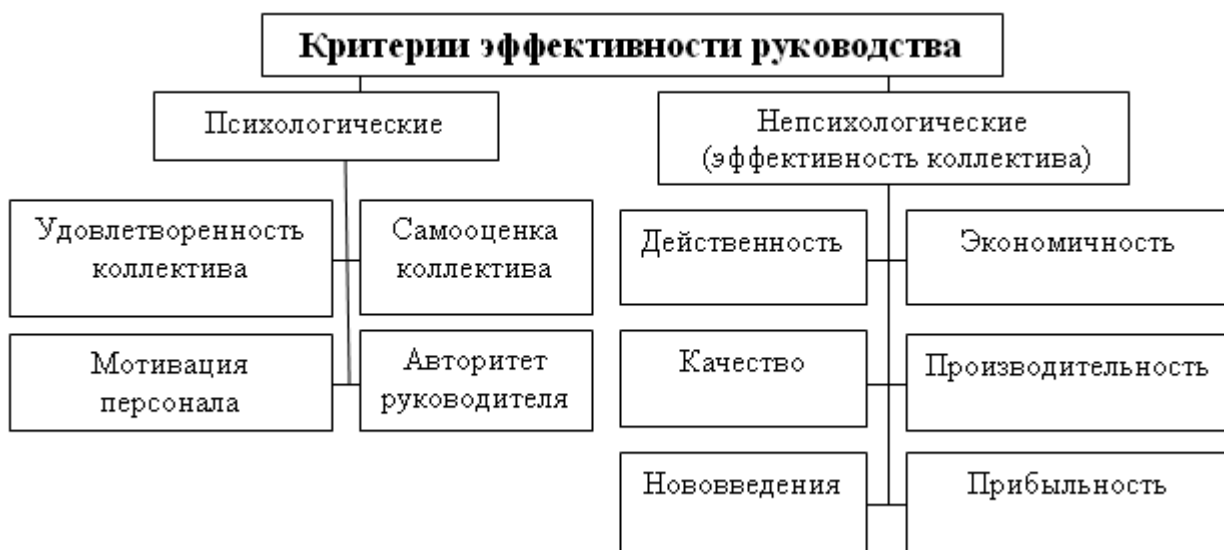 Критерии эффективности руководства
Психологические
Непсихологические
(эффективность коллектива)
Удовлетворенность
коллектива
Самооценка
коллектива
Действенность
Экономичность
Мотивация
персонала
Авторитет
руководителя
Качество
Производительность
Нововведения
Прибыльность